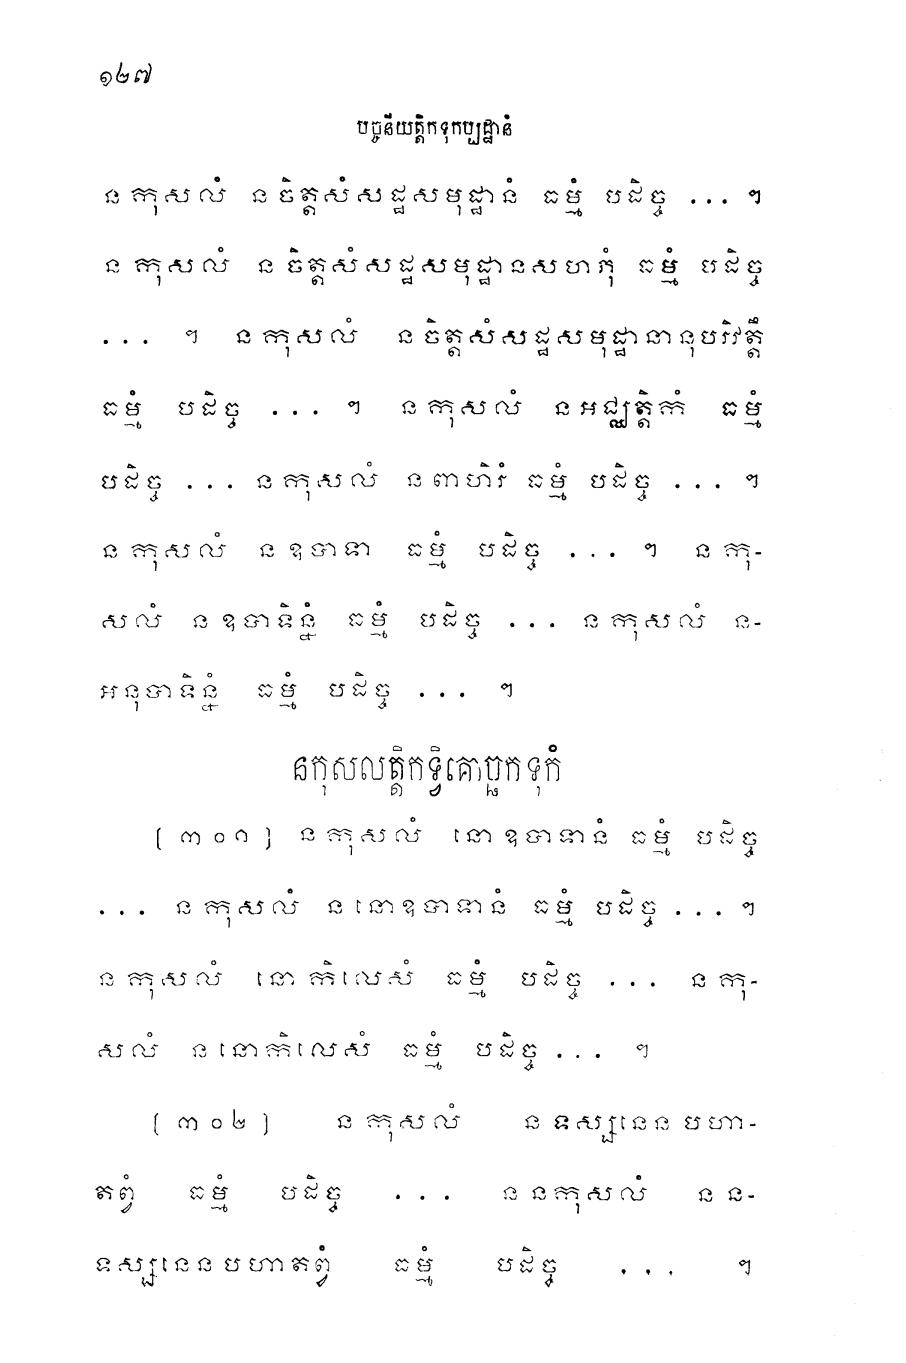 ១២៧
បច្ចនីយត្តិកទុកប្បដ្ឋានំ
ន កុសលំ ន ចិត្តសំសដ្ឋសមុដ្ឋានំ ធម្មំ បដិច្ច ... ។
ន កុសលំ ន ចិត្តសំសដ្ឋសមុដ្ឋានសហភុំ ធម្មំ បដិច្ច
... ។ ន កុសលំ ន ចិត្តសំសដ្ឋសមុដ្ឋានានុបរិវត្តឹ
ធម្មំ បដិច្ច ... ។ ន កុសលំ ន អជ្ឈត្តិកំ ធម្មំ
បដិច្ច ... ន កុសលំ ន ពាហិរំ ធម្មំ បដិច្ច ... ។
ន កុសលំ ន ឧបាទា ធម្មំ បដិច្ច ... ។ ន កុ-
សលំ ន ឧបាទិន្នំ ធម្មំ បដិច្ច ... ន កុសលំ ន-
អនុបាទិន្នំ ធម្មំ បដិច្ច ... ។
នកុសលត្តិកទ្វិគោច្ឆកទុកំ
[៣០១] ន កុសលំ នោ ឧបាទានំ ធម្មំ បដិច្ច
... ន កុសលំ ន នោឧបាទានំ ធម្មំ បដិច្ច ... ។
ន កុសលំ នោ កិលេសំ ធម្មំ បដិច្ច ... ន កុ-
សលំ ន នោកិលេសំ ធម្មំ បដិច្ច ... ។
[៣០២] ន កុសលំ ន ទស្សនេនបហា-
តព្វំ ធម្មំ បដិច្ច ... ន នកុសលំ ន ន-
ទស្សនេនបហាតព្វំ ធម្មំ បដិច្ច ... ។